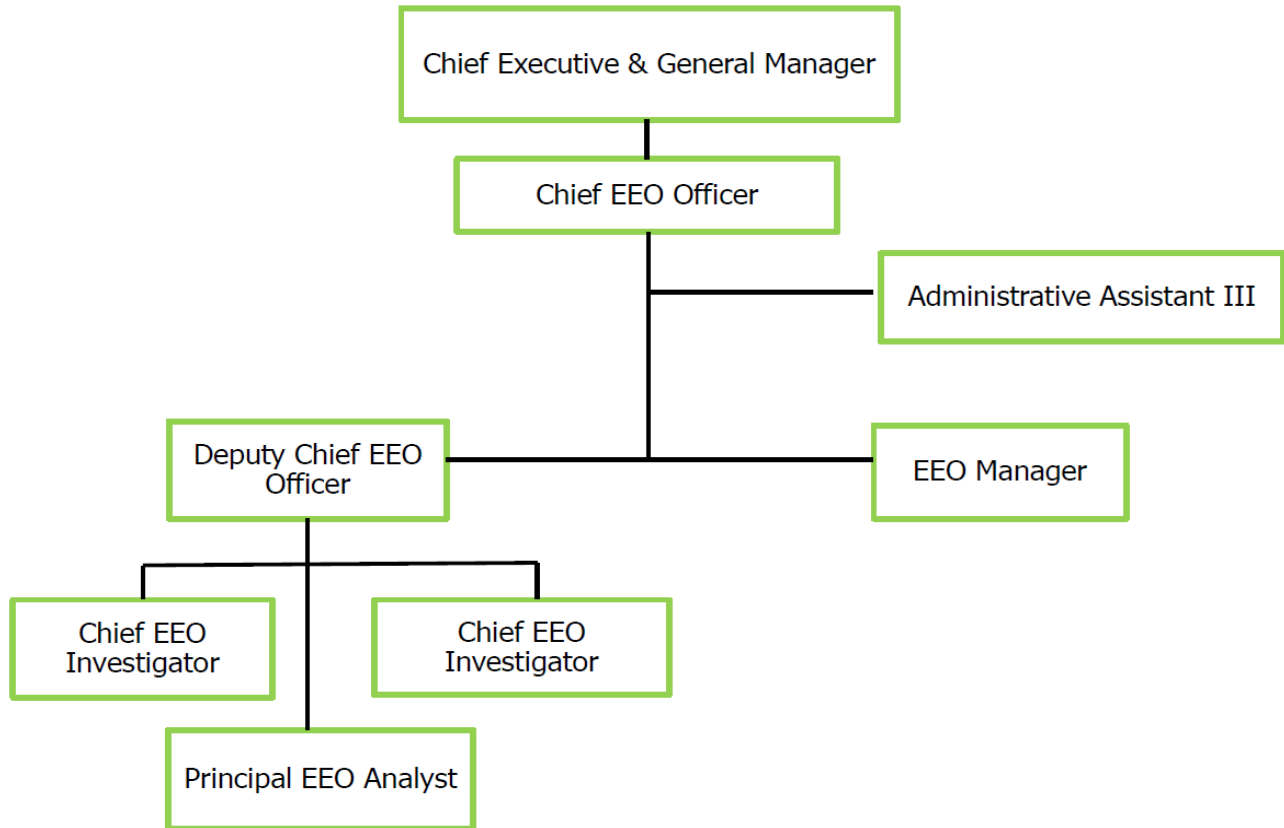 Chief Executive & General Manager
Chief EEO Officer
Administrative Assistant III
Deputy Chief EEO
Officer
EEO Manager
Chief EEO
Investigator
Chief EEO
Investigator
Principal EEO Analyst